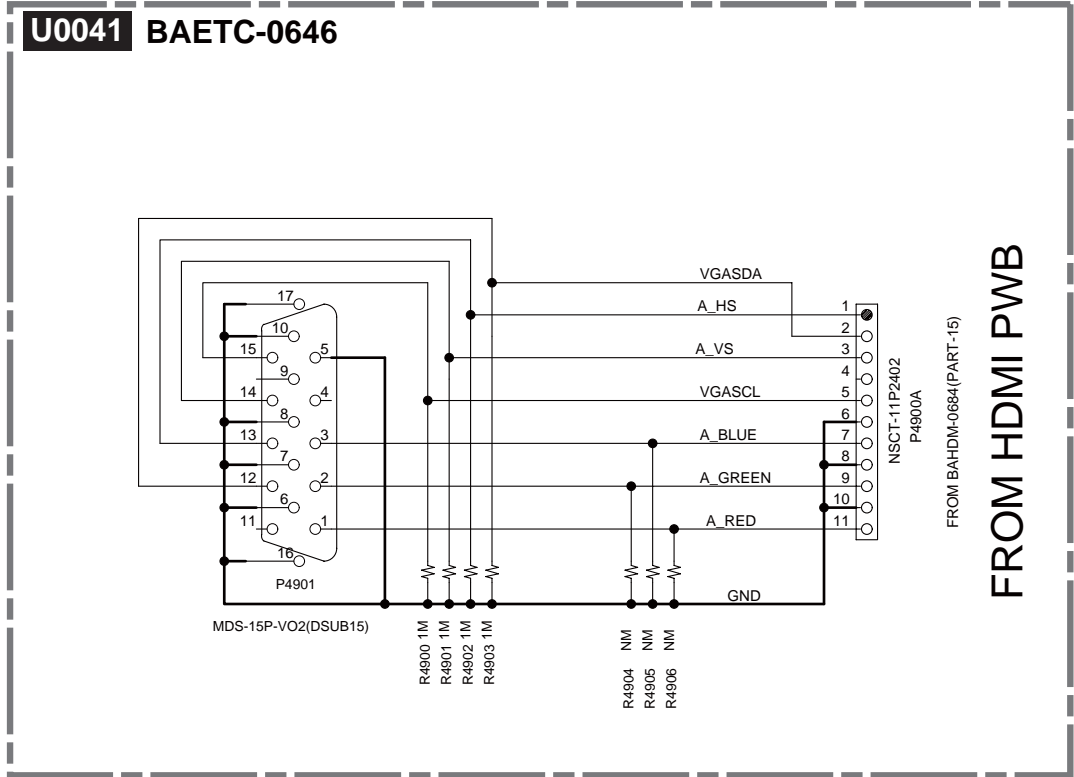 U0041 BAETC-0646
VGASDA
A_HS
A_VS
VGASCL
A_BLUE
A_GREEN
A_RED
GND
17
10
15
5
9
14
4
8
13
3
7
12
2
6
11
1
16
P4901
MDS-15P-VO2(DSUB15)
R4900 1M
R4901 1M
R4902 1M
R4903 1M
R4904 NM
R4905 NM
R4906 NM
1
2
3
4
5
6
7
8
9
10
11
NSCT-11P2402
P4900A
FROM BAHDM-0684(PART-15)
FROM HDMI PWB